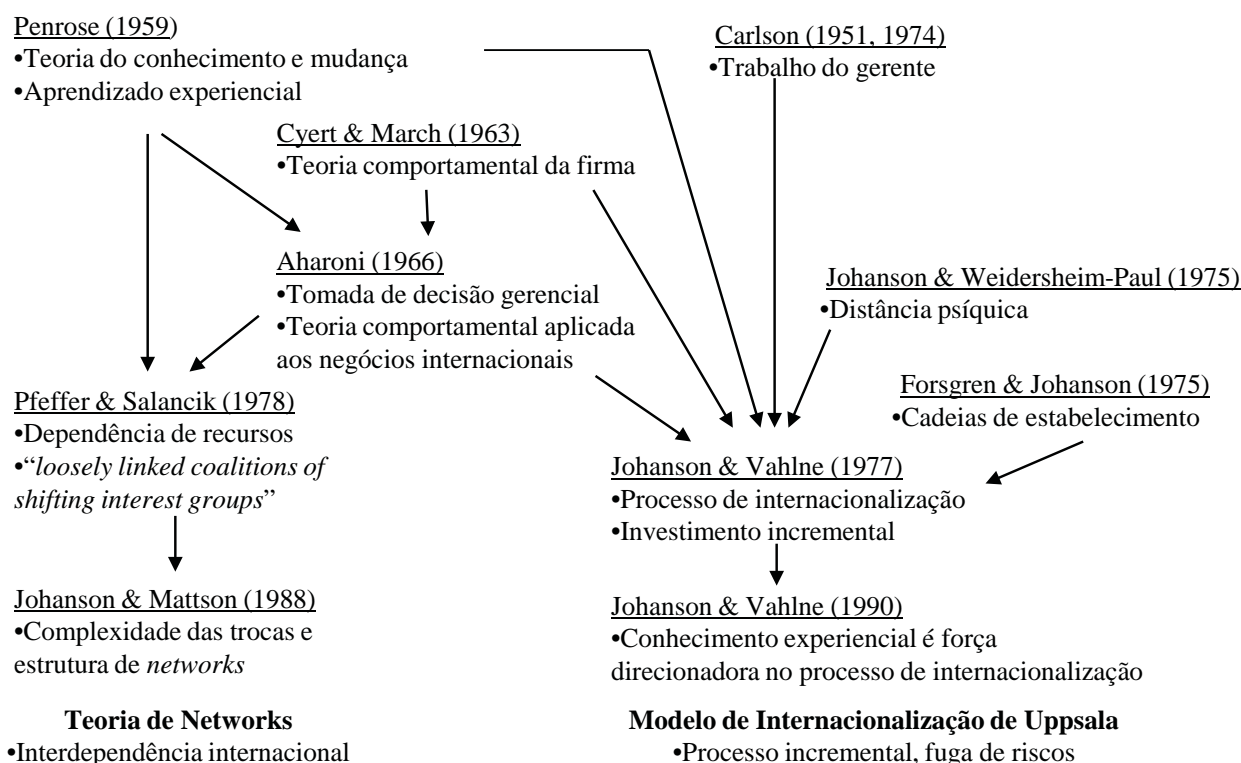 Penrose (1959)
•Teoria do conhecimento e mudança
•Aprendizado experiencial
Carlson (1951, 1974)
•Trabalho do gerente
Cyert & March (1963)
•Teoria comportamental da firma
Aharoni (1966)
•Tomada de decisão gerencial
•Teoria comportamental aplicada
aos negócios internacionais
Johanson & Weidersheim-Paul (1975)
•Distância psíquica
Forsgren & Johanson (1975)
•Cadeias de estabelecimento
Pfeffer & Salancik (1978)
•Dependência de recursos
•“loosely linked coalitions of
shifting interest groups”
Johanson & Vahlne (1977)
•Processo de internacionalização
•Investimento incremental
Johanson & Mattson (1988)
•Complexidade das trocas e
estrutura de networks
Johanson & Vahlne (1990)
•Conhecimento experiencial é força
direcionadora no processo de internacionalização
Teoria de Networks
•Interdependência internacional
Modelo de Internacionalização de Uppsala
•Processo incremental, fuga de riscos